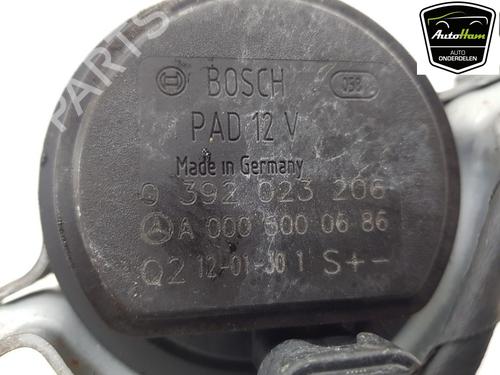 AutoHam
AUTO
ONDERDELEN
BOSCH 058
PAD 12 V
Made in Germany
0 392 023 206
A 000 500 06 86
Q2 12-01-30 1 S+-
PARTS